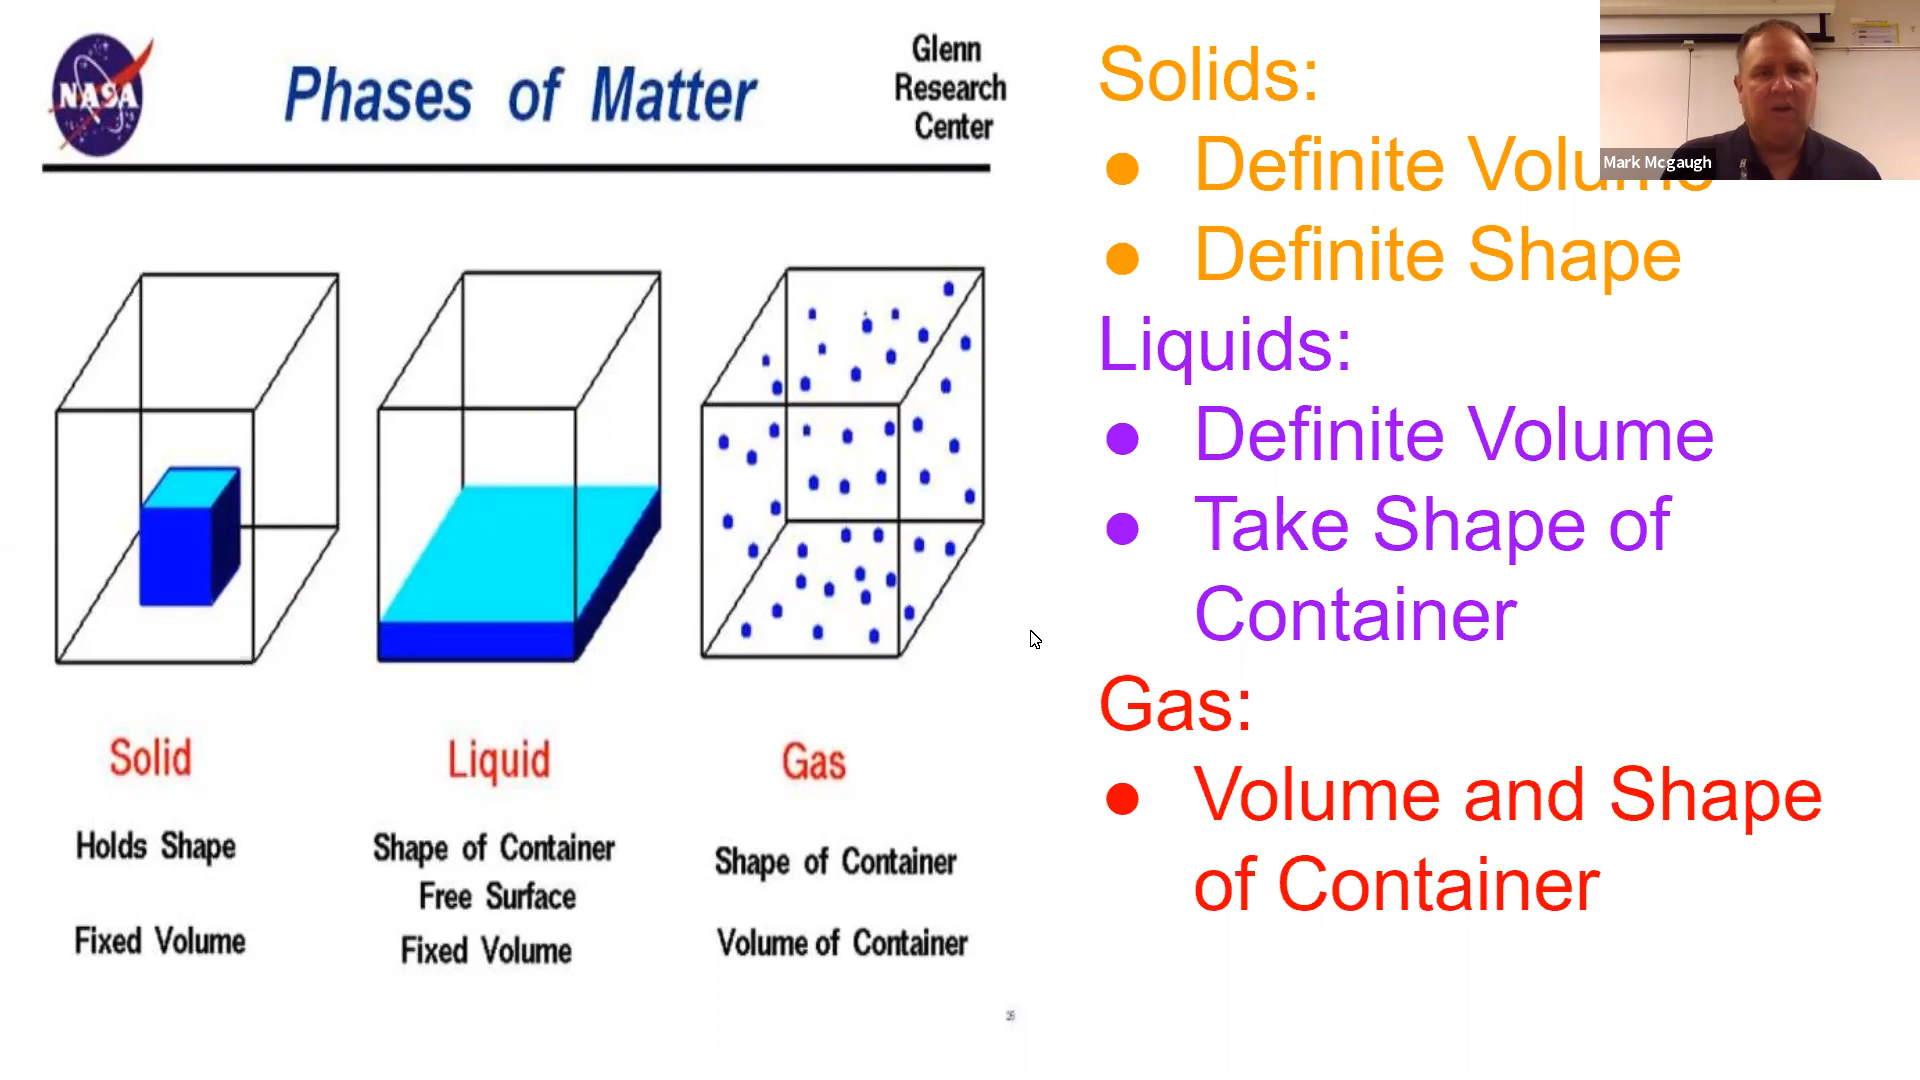 NASA
Phases of Matter
Glenn
Research
Center
Solid
Holds Shape
Fixed Volume
Liquid
Shape of Container
Free Surface
Fixed Volume
Gas
Shape of Container
Volume of Container
Solids:
● Definite Volume
● Definite Shape
Liquids:
● Definite Volume
● Take Shape of
Container
Gas:
● Volume and Shape
of Container
Mark Mcgaugh